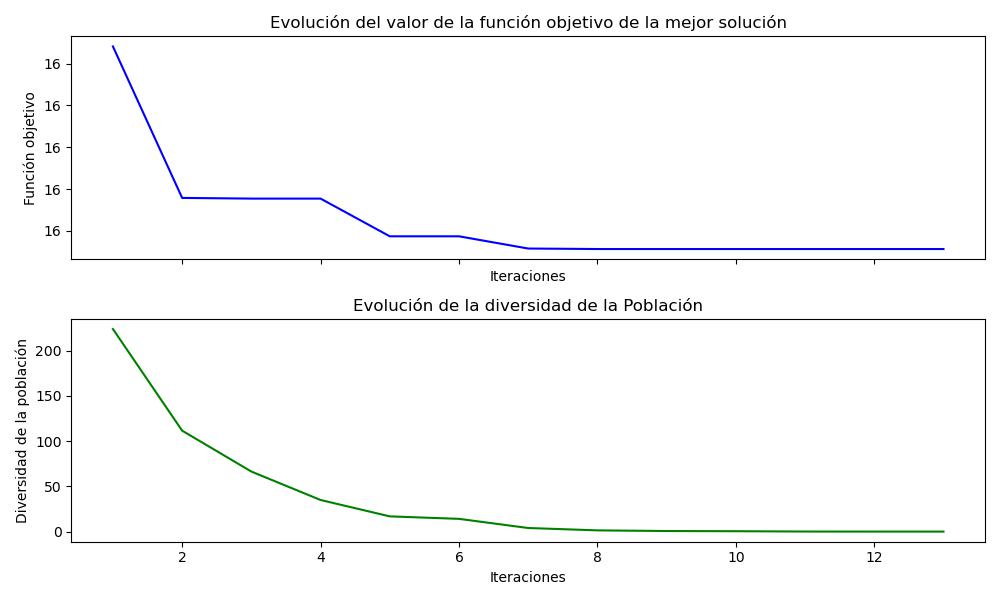 Evolución del valor de la función objetivo de la mejor solución
16
16
16
16
16
Función objetivo
Iteraciones
Evolución de la diversidad de la Población
200
150
100
50
0
Diversidad de la población
2 4 6 8 10 12
Iteraciones